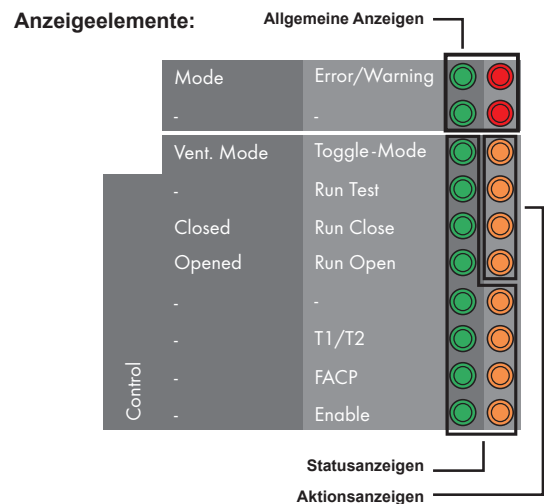 Anzeigeelemente:
Allgemeine Anzeigen
Mode Error/Warning
- -
Vent. Mode Toggle-Mode
- Run Test
Closed Run Close
Opened Run Open
- -
- T1/T2
- FACP
- Enable
Control
Statusanzeigen
Aktionsanzeigen